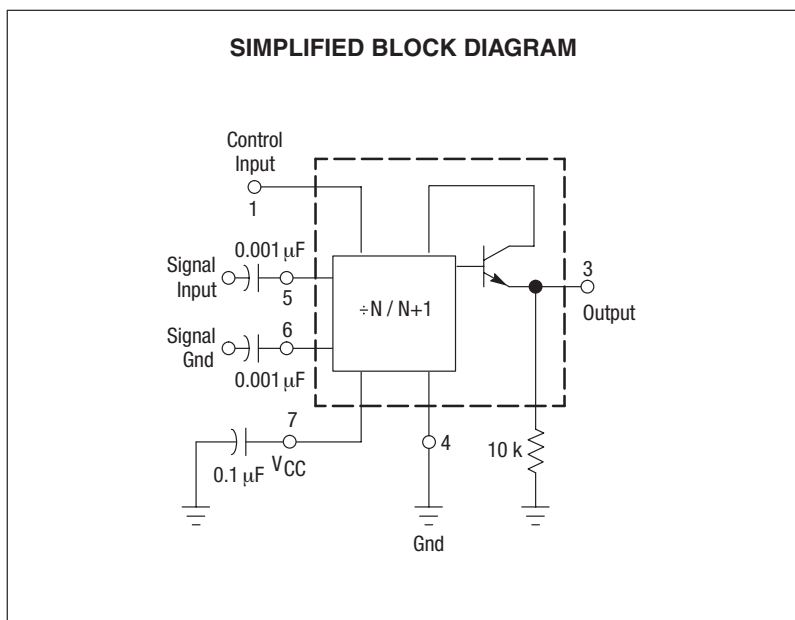 SIMPLIFIED BLOCK DIAGRAM
Control
Input
1
0.001 μF
Signal
Input
5
÷N / N+1
3
Output
6
Signal
Gnd
0.001 μF
7
VCC
0.1 μF
4
10 k
Gnd